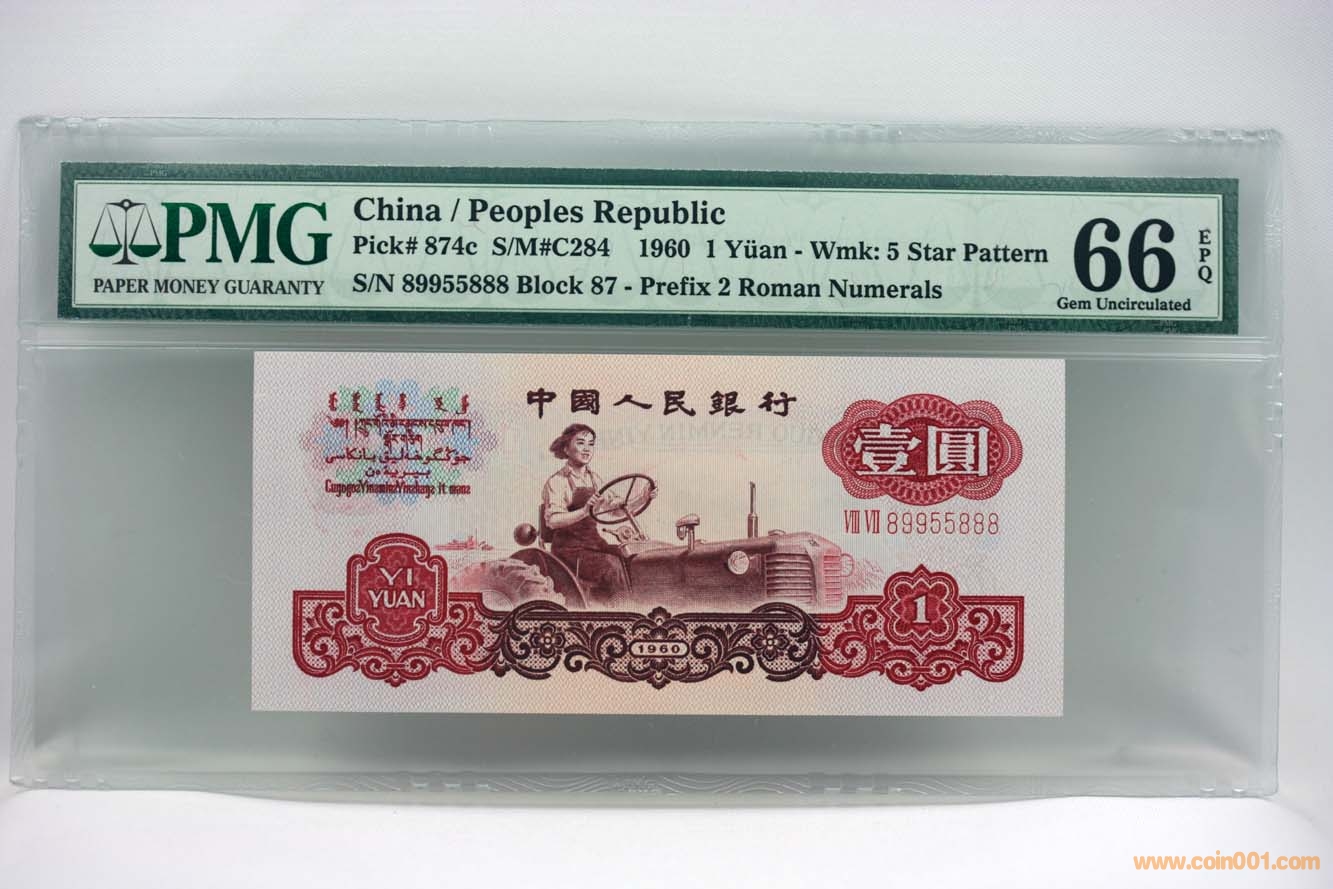 PMG
PAPER MONEY GUARANTY
China / Peoples Republic
Pick# 874c S/M#C284 1960 1 Yüan - Wmk: 5 Star Pattern
S/N 89955888 Block 87 - Prefix 2 Roman Numerals
66
EPQ
Gem Uncirculated
中國人民銀行
壹圓
VIII VII 89955888
YI
YUAN
1960
1
www.coin001.com